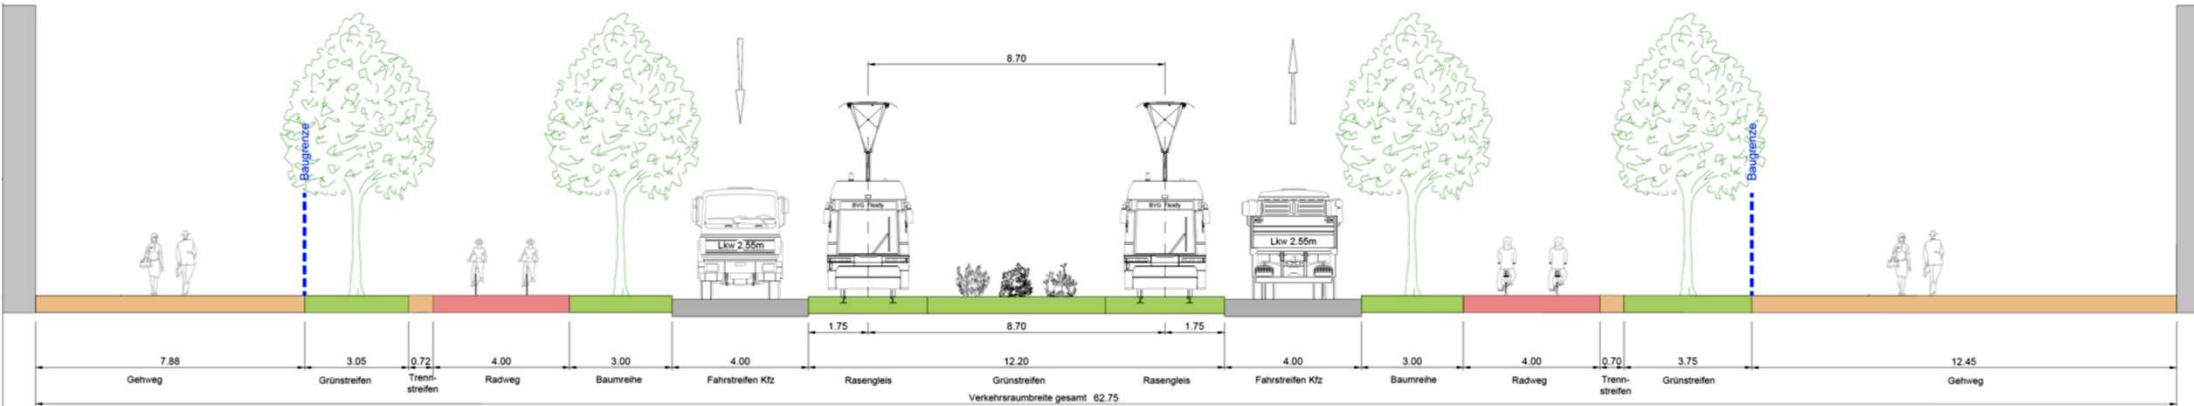 8.70
Baugrenze
Baugrenze
BVG Flexity
BVG Flexity
Lkw 2.55m
Lkw 2.55m
1.75 8.70 1.75
7.88 3.05 0.72 4.00 3.00 4.00 12.20 4.00 3.00 4.00 0.70 3.75 12.45
Gehweg Grünstreifen Trenn- Radweg Baumreihe Fahrstreifen Kfz Rasengleis Grünstreifen Rasengleis Fahrstreifen Kfz Baumreihe Radweg Trenn- Grünstreifen Gehweg
streifen streifen
Verkehrsraumbreite gesamt 62.75